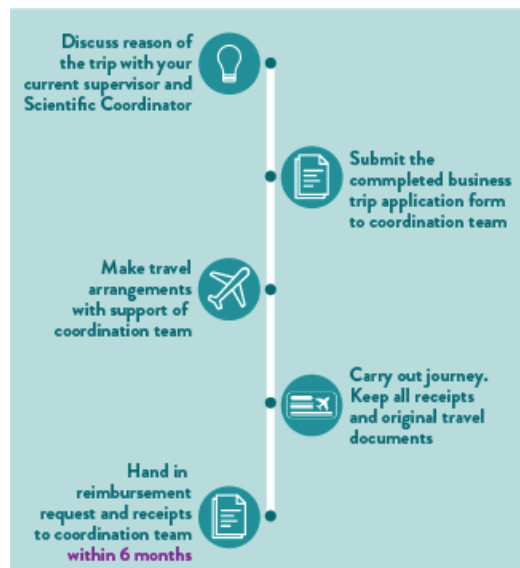 Discuss reason of
the trip with your
current supervisor and
Scientific Coordinator
Submit the
commpleted business
trip application form
to coordination team
Make travel
arrangements
with support of
coordination team
Carry out journey.
Keep all receipts
and original travel
documents
Hand in
reimbursement
request and receipts
to coordination team
within 6 months